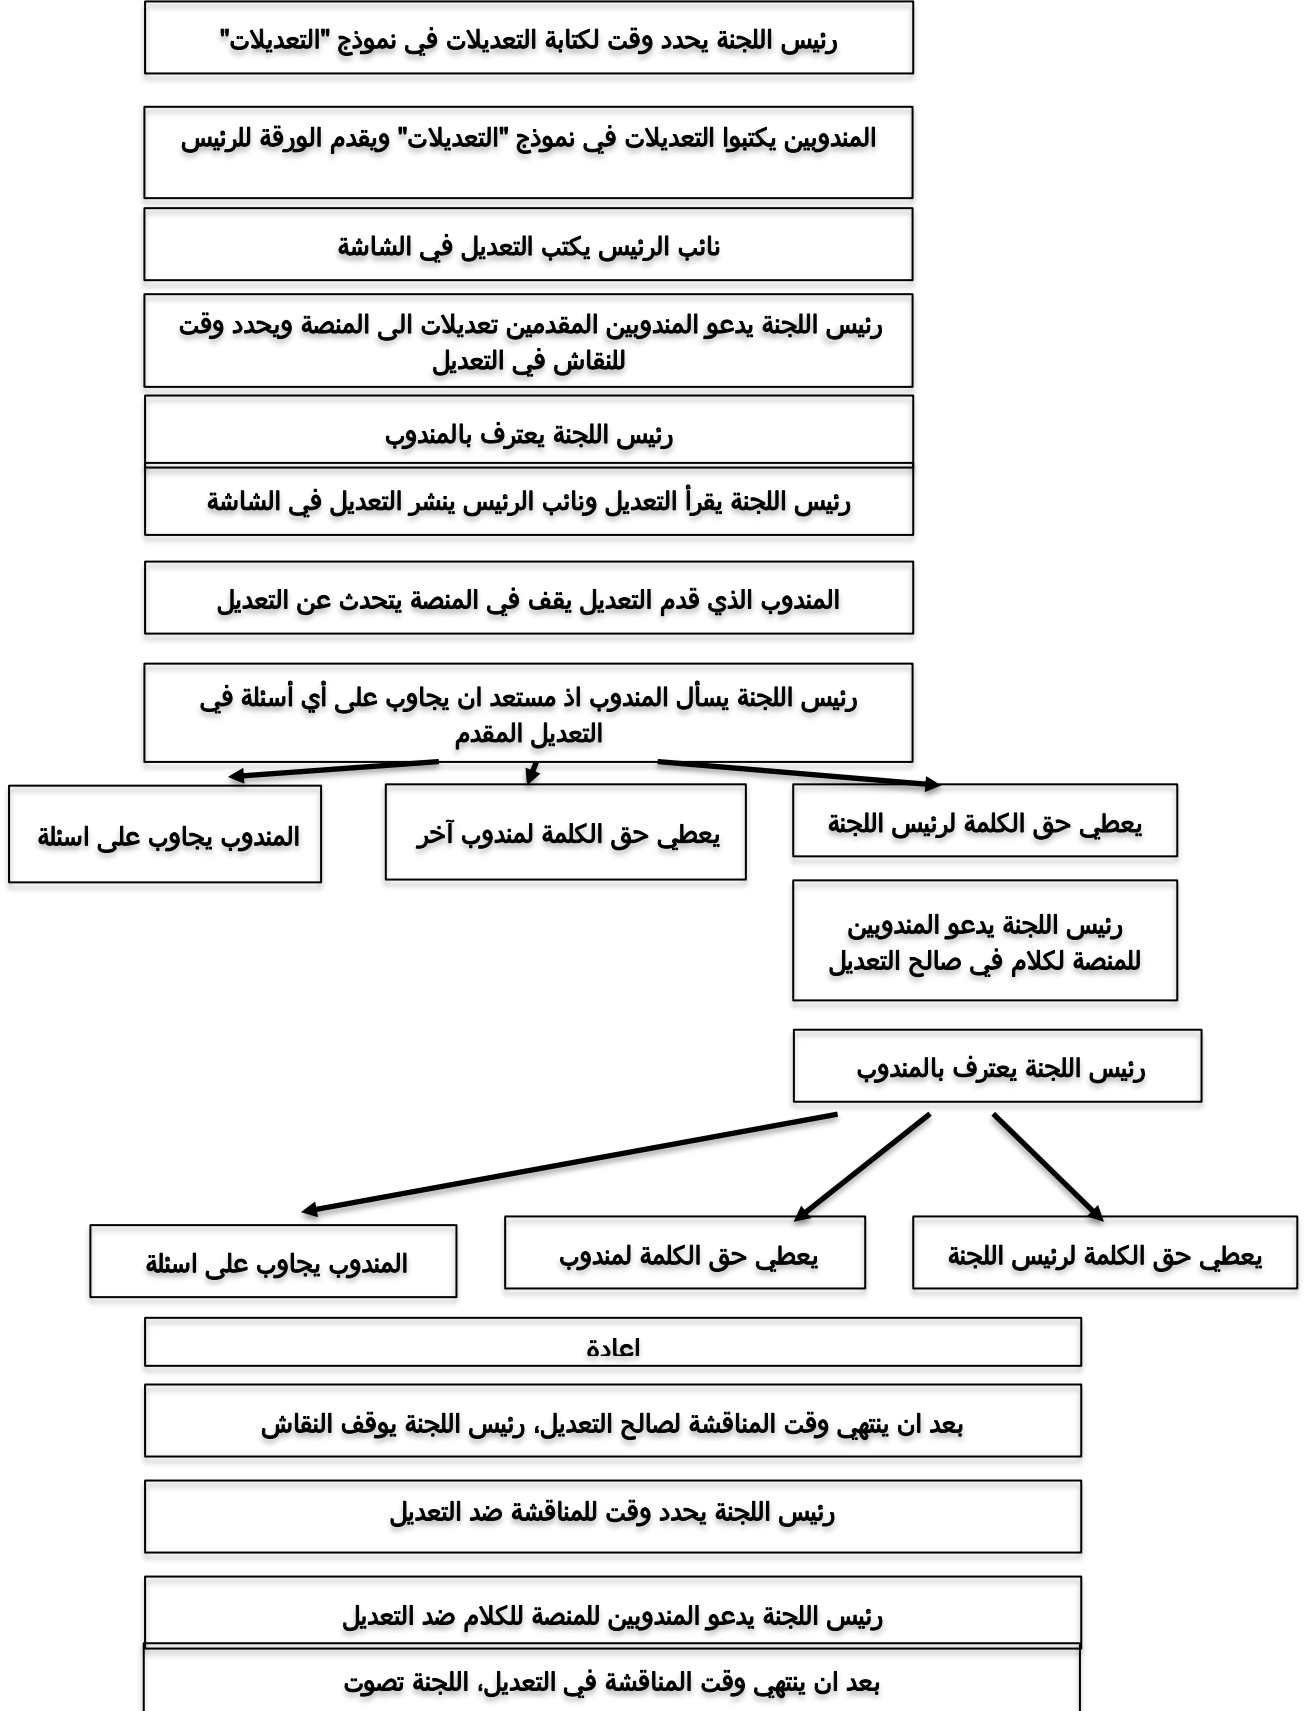 رئيس اللجنة يحدد وقت لكتابة التعديلات في نموذج "التعديلات"
المندوبين يكتبوا التعديلات في نموذج "التعديلات" ويقدم الورقة للرئيس
نائب الرئيس يكتب التعديل في الشاشة
رئيس اللجنة يدعو المندوبين المقدمين تعديلات الى المنصة ويحدد وقت
للنقاش في التعديل
رئيس اللجنة يعترف بالمندوب
رئيس اللجنة يقرأ التعديل ونائب الرئيس ينشر التعديل في الشاشة
المندوب الذي قدم التعديل يقف في المنصة يتحدث عن التعديل
رئيس اللجنة يسأل المندوب اذ مستعد ان يجاوب على أي أسئلة في
التعديل المقدم
يعطي حق الكلمة لرئيس اللجنة
يعطي حق الكلمة لمندوب آخر
المندوب يجاوب على اسئلة
رئيس اللجنة يدعو المندوبين
للمنصة لكلام في صالح التعديل
رئيس اللجنة يعترف بالمندوب
يعطي حق الكلمة لرئيس اللجنة
يعطي حق الكلمة لمندوب
المندوب يجاوب على اسئلة
اعادة
بعد ان ينتهي وقت المناقشة لصالح التعديل، رئيس اللجنة يوقف النقاش
رئيس اللجنة يحدد وقت للمناقشة ضد التعديل
رئيس اللجنة يدعو المندوبين للمنصة للكلام ضد التعديل
بعد ان ينتهي وقت المناقشة في التعديل، اللجنة تصوت